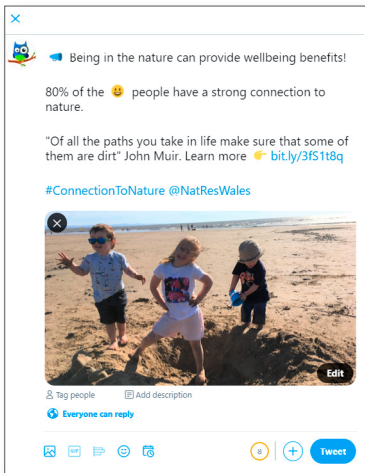 Being in the nature can provide wellbeing benefits!
80% of the 😃 people have a strong connection to
nature.
"Of all the paths you take in life make sure that some of
them are dirt" John Muir. Learn more 👉 bit.ly/3fS1t8q
#ConnectionToNature @NatResWales
Edit
Tag people Add description
Everyone can reply
GIF 8 Tweet